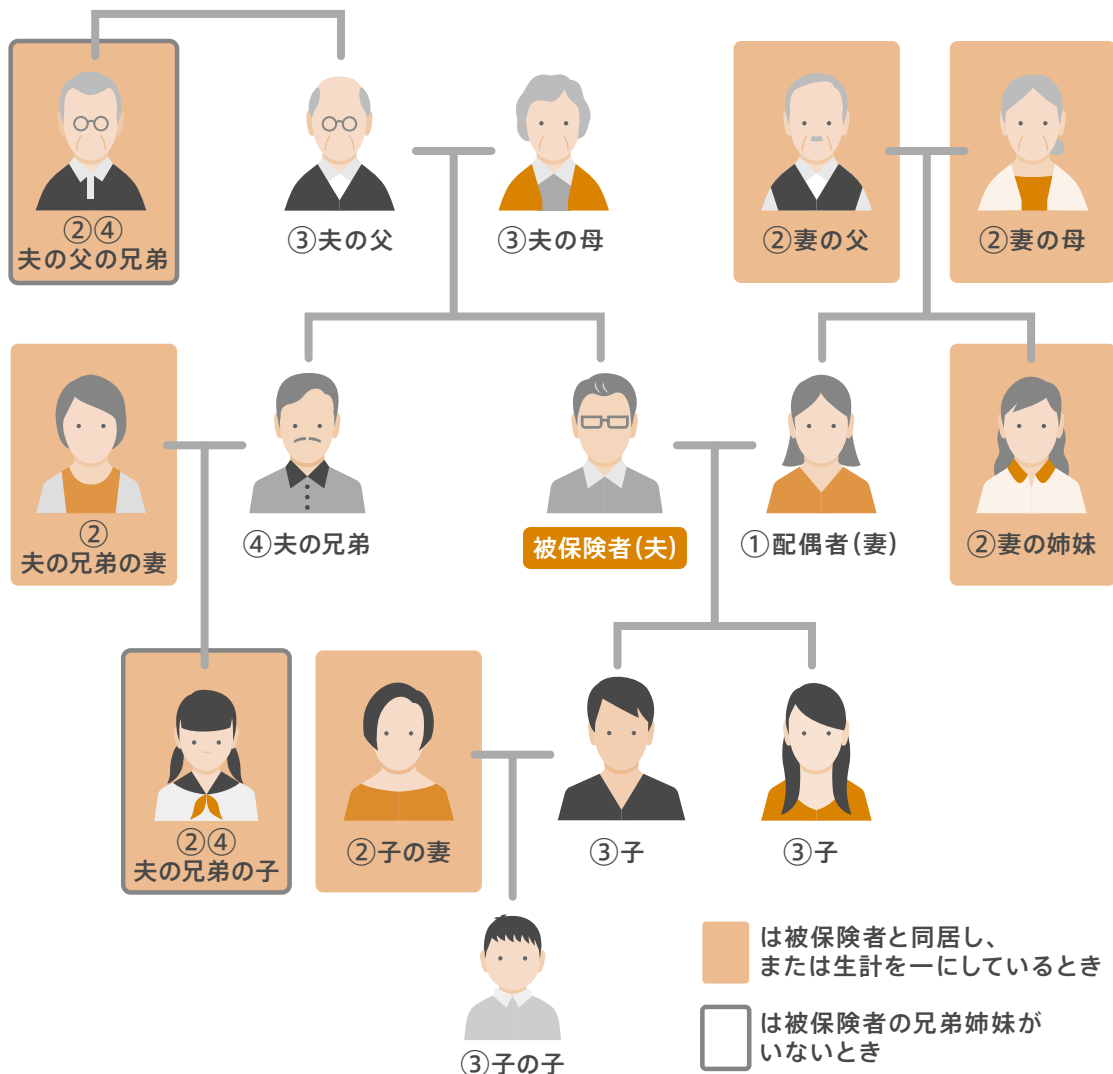 ②④
夫の父の兄弟
③夫の父
③夫の母
②妻の父
②妻の母
②
夫の兄弟の妻
④夫の兄弟
被保険者(夫)
①配偶者(妻)
②妻の姉妹
②④
夫の兄弟の子
②子の妻
③子
③子
③子の子
は被保険者と同居し、
または生計を一にしているとき
は被保険者の兄弟姉妹が
いないとき